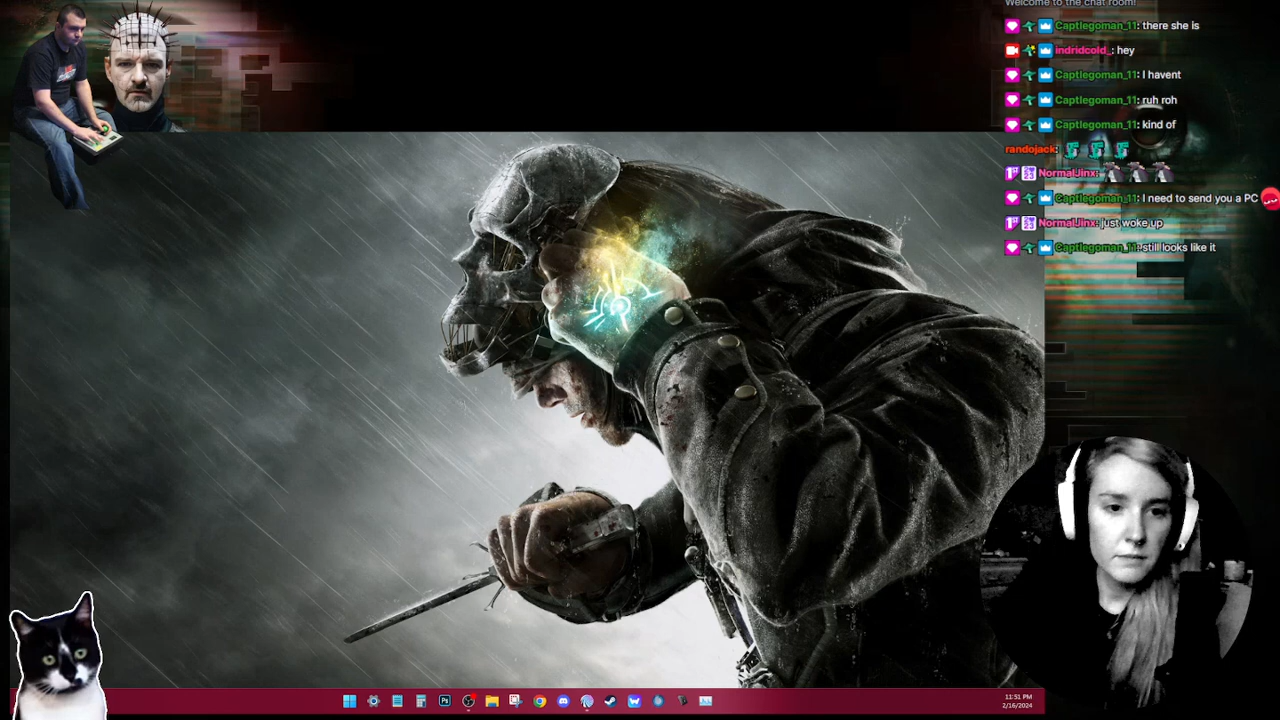 Welcome to the chat room!
Captlegoman_11: there she is
indridcold_: hey
Captlegoman_11: I havent
Captlegoman_11: ruh roh
Captlegoman_11: kind of
randojack:
NormalJinx:
Captlegoman_11: I need to send you a PC
NormalJinx: just woke up
Captlegoman_11: still looks like it
Ps
11:51 PM
2/16/2024